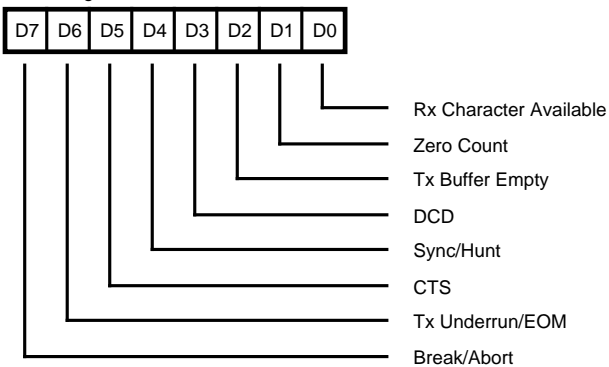 D7 D6 D5 D4 D3 D2 D1 D0
Rx Character Available
Zero Count
Tx Buffer Empty
DCD
Sync/Hunt
CTS
Tx Underrun/EOM
Break/Abort